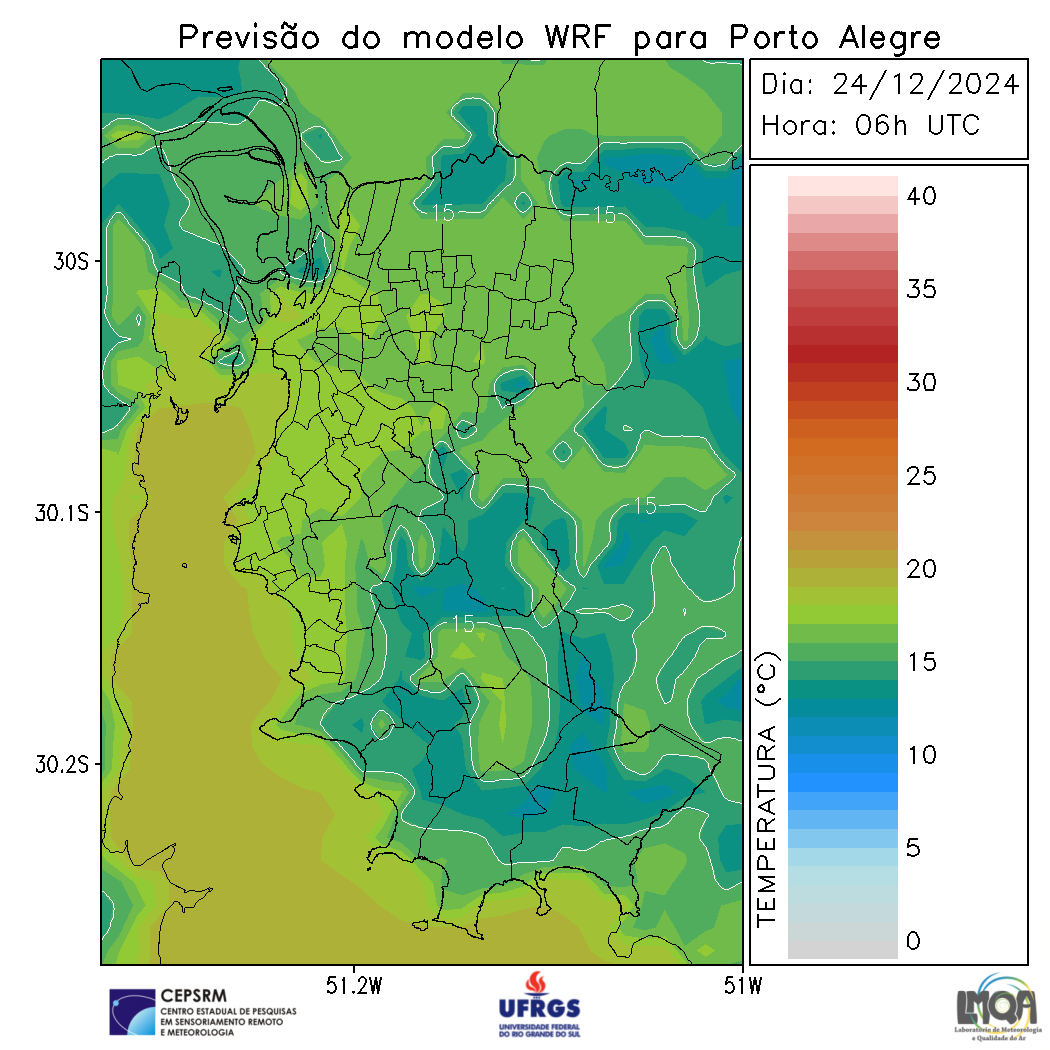 Previsão do modelo WRF para Porto Alegre
Dia: 24/12/2024
Hora: 06h UTC
30S
30.1S
30.2S
51.2W
51W
15
15
15
15
40
35
30
25
20
15
10
5
0
TEMPERATURA (°C)
CEPSRM
CENTRO ESTADUAL DE PESQUISAS
EM SENSORIAMENTO REMOTO
E METEOROLOGIA
UFRGS
UNIVERSIDADE FEDERAL
DO RIO GRANDE DO SUL
LMQA
Laboratório de Meteorologia
e Qualidade do Ar